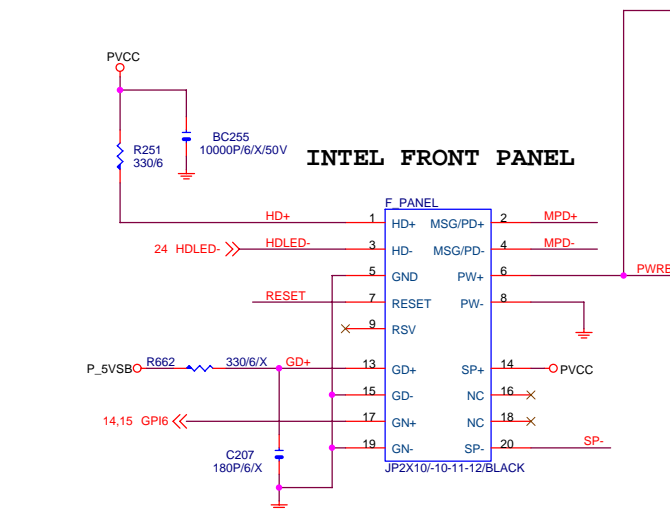 PVCC
R251
330/6
BC255
10000P/6/X/50V
INTEL FRONT PANEL
F_PANEL
HD+ 1 HD+ MSG/PD+ 2 MPD+
24 HDLED- HDLED- 3 HD- MSG/PD- 4 MPD-
5 GND PW+ 6
RESET 7 RESET PW- 8
9 RSV
P_5VSB R662 330/6/X GD+ 13 GD+ SP+ 14 PVCC
15 GD- NC 16
14,15 GPI6 17 GN+ NC 18
19 GN- SP- 20 SP-
C207
180P/6/X
JP2X10/-10-11-12/BLACK